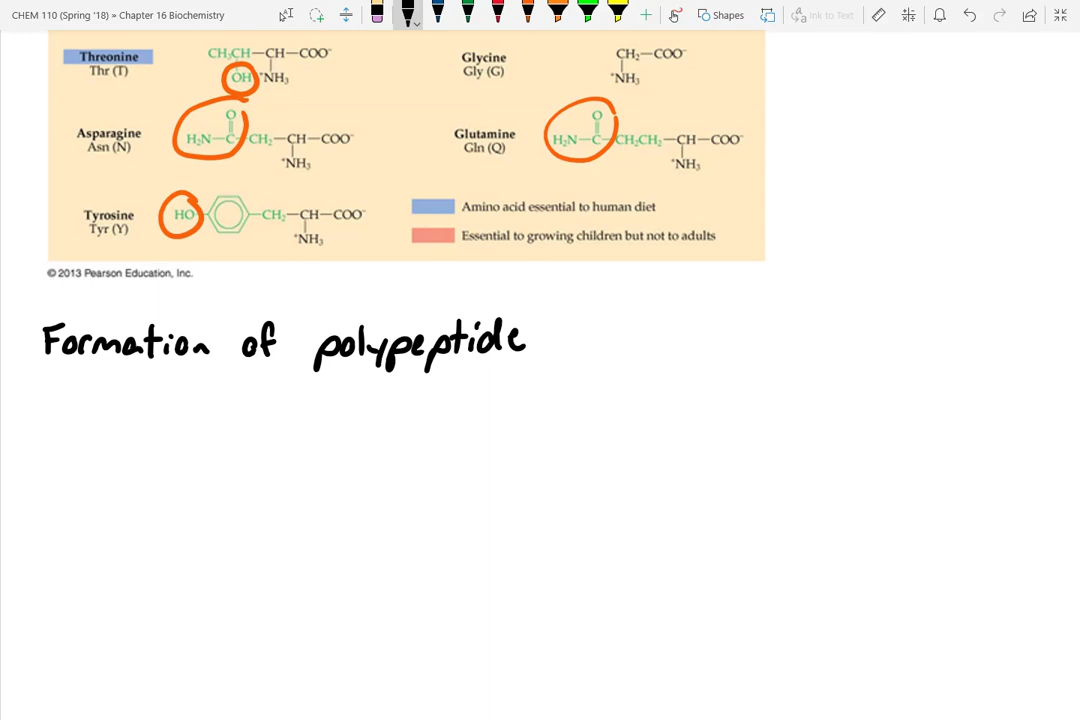 CHEM 110 (Spring '18) » Chapter 16 Biochemistry
Shapes
Ink to Text
Threonine
Thr (T)
CH₃CH—CH—COO⁻
OH ⁺NH₃
Glycine
Gly (G)
CH₂—COO⁻
⁺NH₃
Asparagine
Asn (N)
O
H₂N—C—CH₂—CH—COO⁻
⁺NH₃
Glutamine
Gln (Q)
O
H₂N—C—CH₂CH₂—CH—COO⁻
⁺NH₃
Tyrosine
Tyr (Y)
HO —CH₂—CH—COO⁻
⁺NH₃
Amino acid essential to human diet
Essential to growing children but not to adults
© 2013 Pearson Education, Inc.
Formation of polypeptide